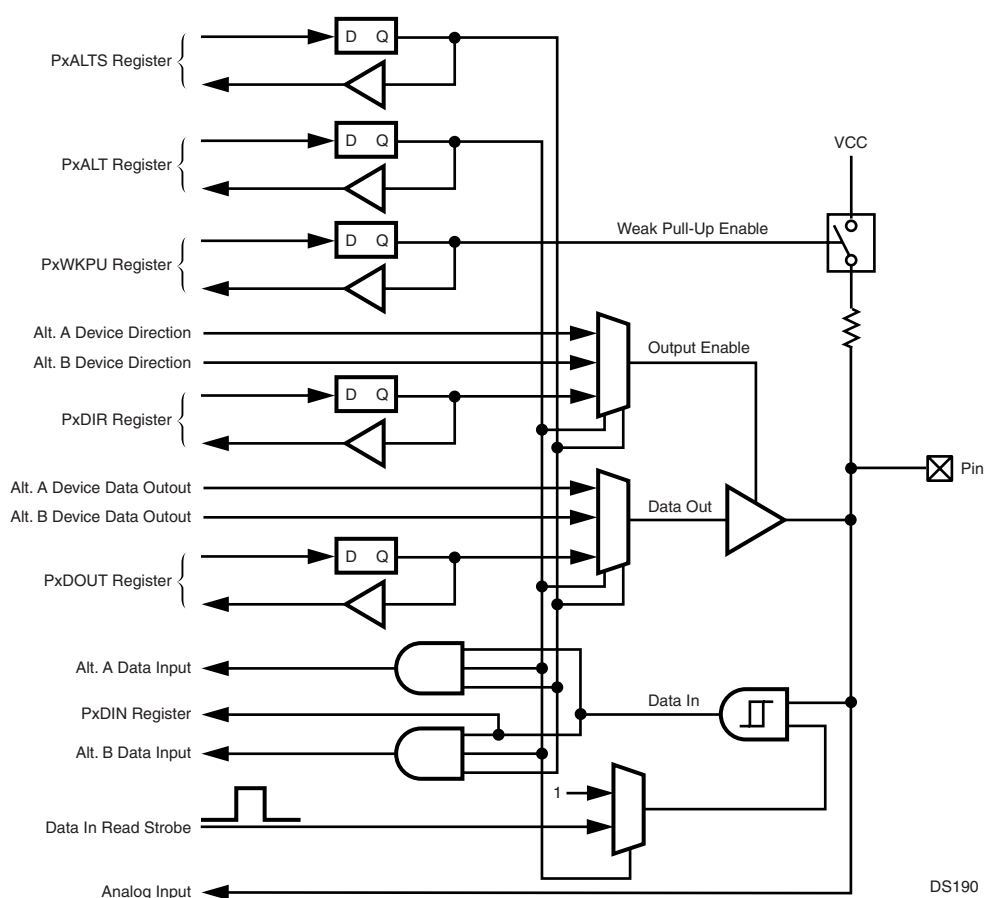 PxALTS Register
D Q
PxALT Register
D Q
VCC
PxWKPU Register
D Q
Weak Pull-Up Enable
Alt. A Device Direction
Alt. B Device Direction
Output Enable
PxDIR Register
D Q
Pin
Alt. A Device Data Outout
Alt. B Device Data Outout
Data Out
PxDOUT Register
D Q
Alt. A Data Input
PxDIN Register
Data In
Alt. B Data Input
1
Data In Read Strobe
Analog Input
DS190